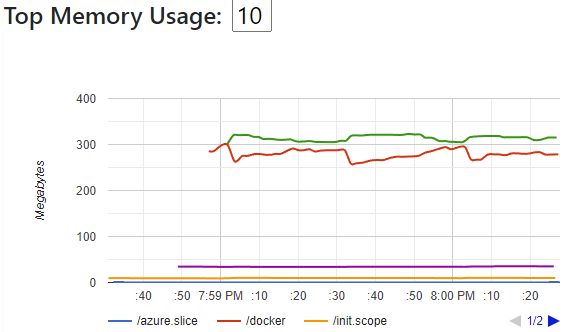 Top Memory Usage: 10
400
300
200
100
0
Megabytes
:40 :50 7:59 PM :10 :20 :30 :40 :50 8:00 PM :10 :20
/azure.slice /docker /init.scope 1/2